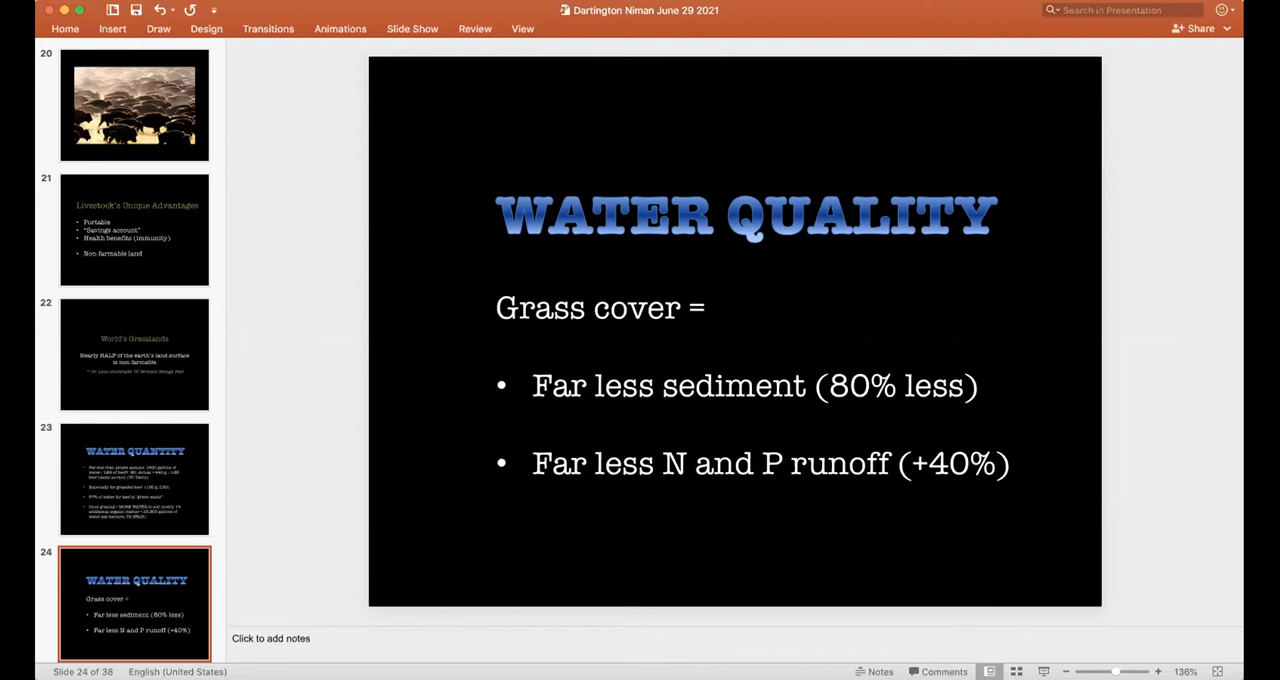 Dartington Niman June 29 2021
Search in Presentation
Home Insert Draw Design Transitions Animations Slide Show Review View
Share
20
21
Livestock's Unique Advantages
• Portable
• "Savings account"
• Health benefits (immunity)
• Non-farmable land
22
World's Grasslands
Nearly HALF of the earth's land surface
is non-farmable.
23
WATER QUANTITY
24
WATER QUALITY
Grass cover =
• Far less sediment (80% less)
• Far less N and P runoff (+40%)
WATER QUALITY
Grass cover =
• Far less sediment (80% less)
• Far less N and P runoff (+40%)
Click to add notes
Slide 24 of 38 English (United States)
Notes Comments 136%